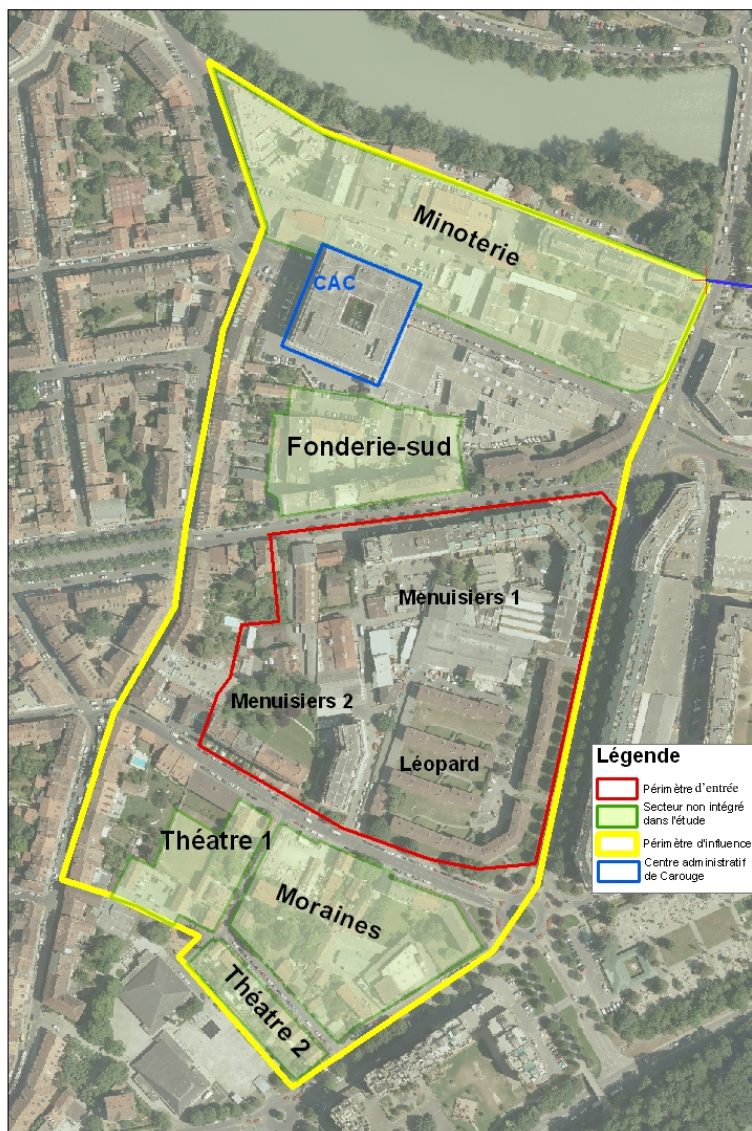 Minoterie
CAC
Fonderie-sud
Menuisiers 1
Menuisiers 2
Léopard
Théatre 1
Moraines
Théatre 2
Légende
Périmètre d'entrée
Secteur non intégré
dans l'étude
Périmètre d'influence
Centre administratif
de Carouge